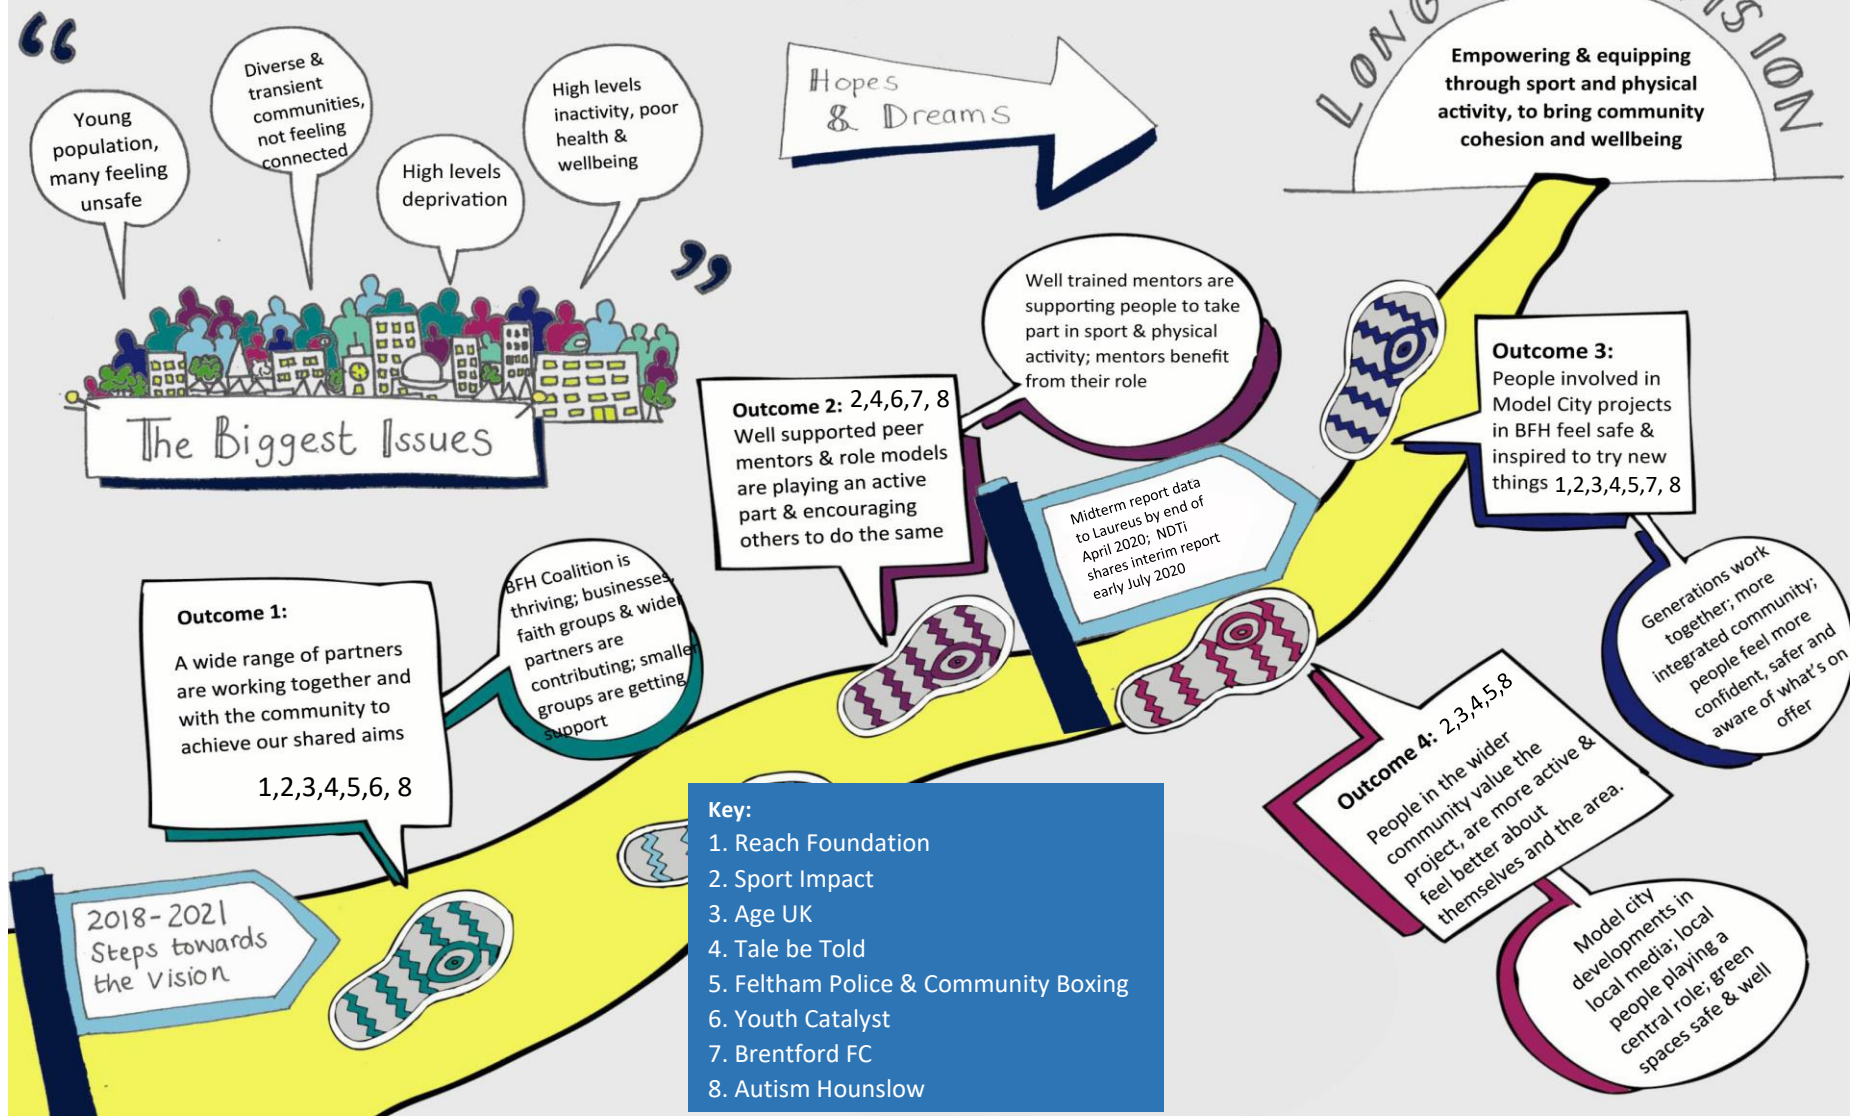 “
Young
population,
many feeling
unsafe
Diverse &
transient
communities,
not feeling
connected
High levels
deprivation
High levels
inactivity, poor
health &
wellbeing
”
The Biggest Issues
Hopes
& Dreams
LONG
VISION
Empowering & equipping
through sport and physical
activity, to bring community
cohesion and wellbeing
2018-2021
Steps towards
the Vision
Outcome 1:
A wide range of partners
are working together and
with the community to
achieve our shared aims
1,2,3,4,5,6, 8
BFH Coalition is
thriving; businesses,
faith groups & wider
partners are
contributing; smaller
groups are getting
support
Outcome 2: 2,4,6,7, 8
Well supported peer
mentors & role models
are playing an active
part & encouraging
others to do the same
Well trained mentors are
supporting people to take
part in sport & physical
activity; mentors benefit
from their role
Midterm report data
to Laureus by end of
April 2020; NDTi
shares interim report
early July 2020
Outcome 3:
People involved in
Model City projects
in BFH feel safe &
inspired to try new
things 1,2,3,4,5,7, 8
Generations work
together; more
integrated community;
people feel more
confident, safer and
aware of what's on
offer
Outcome 4: 2,3,4,5,8
People in the wider
community value the
project, are more active &
feel better about
themselves and the area.
Model city
developments in
local media; local
people playing a
central role; green
spaces safe & well
Key:
1. Reach Foundation
2. Sport Impact
3. Age UK
4. Tale be Told
5. Feltham Police & Community Boxing
6. Youth Catalyst
7. Brentford FC
8. Autism Hounslow